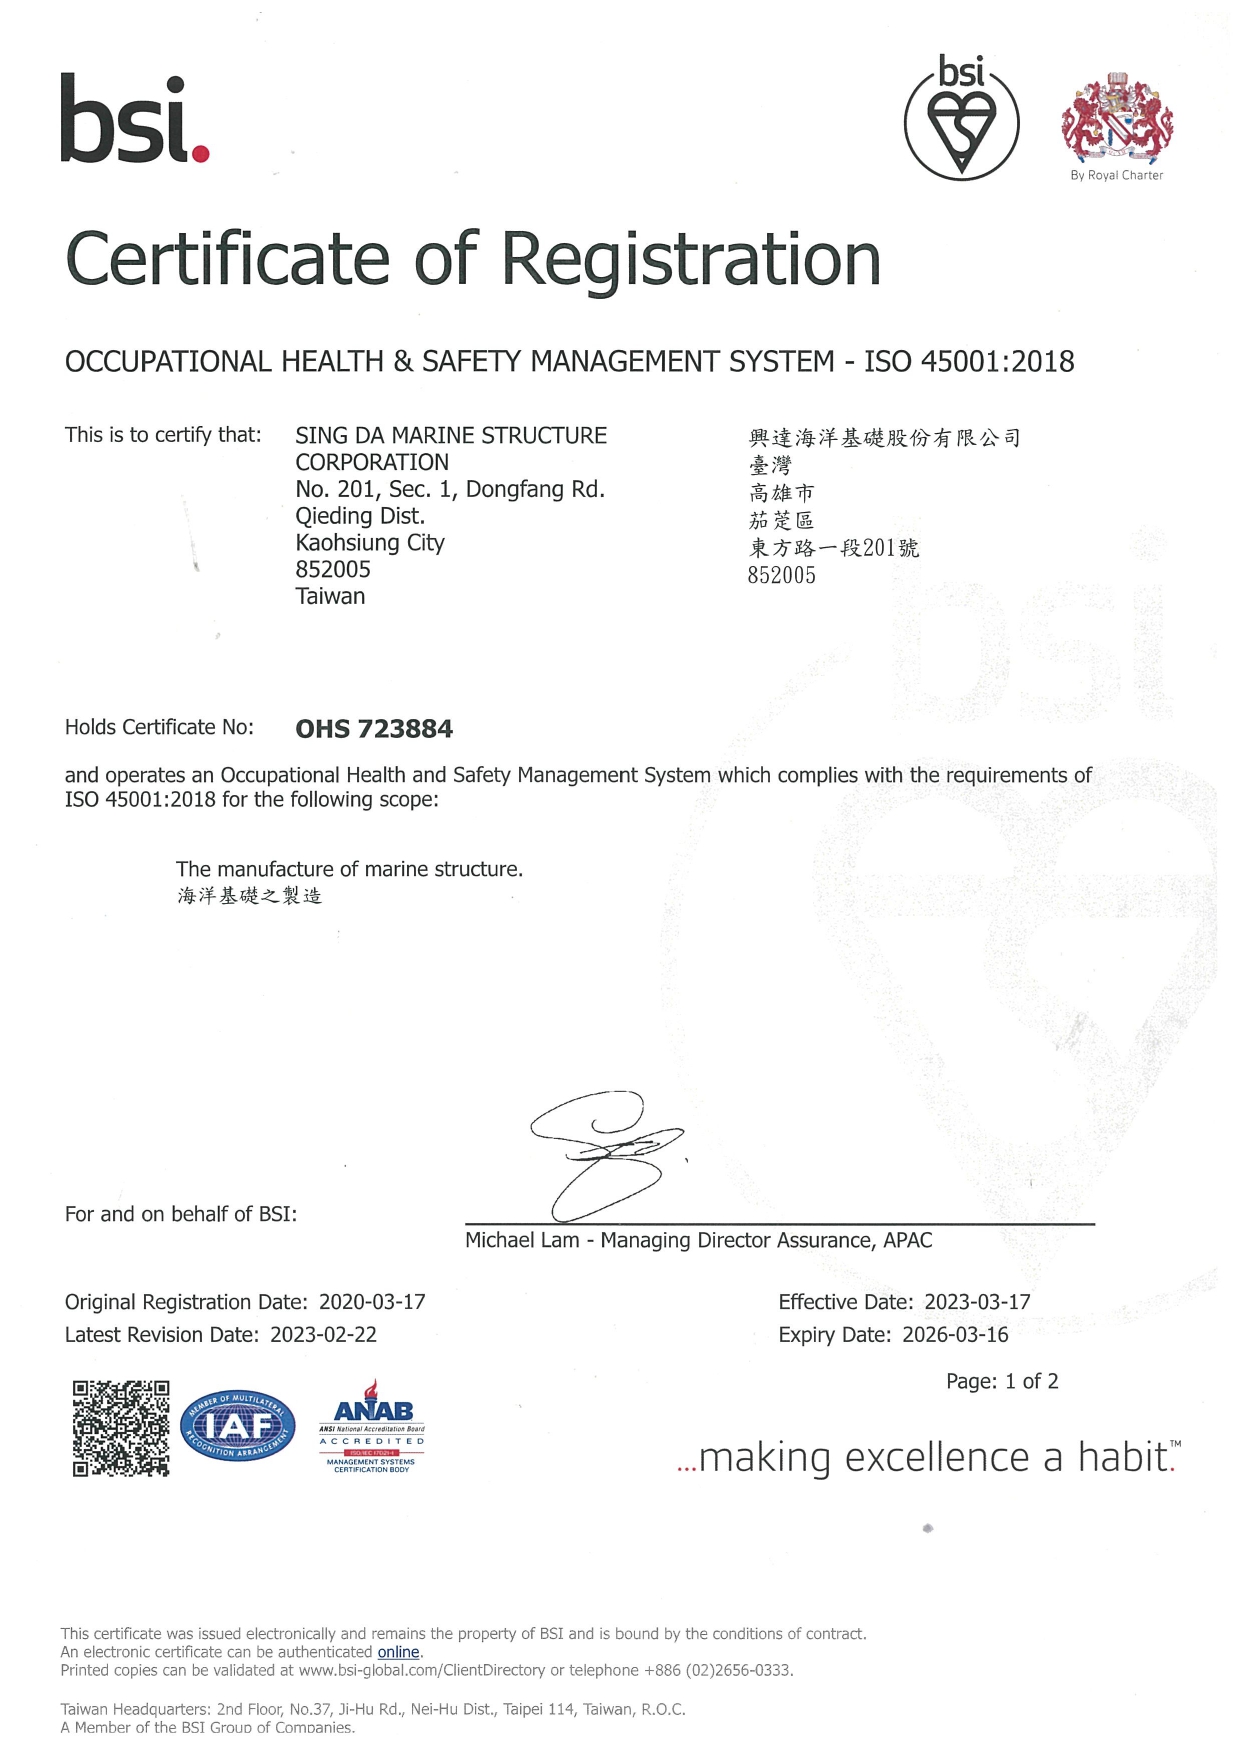 bsi.
bsi
By Royal Charter
Certificate of Registration
OCCUPATIONAL HEALTH & SAFETY MANAGEMENT SYSTEM - ISO 45001:2018
This is to certify that:
SING DA MARINE STRUCTURE
CORPORATION
No. 201, Sec. 1, Dongfang Rd.
Qieding Dist.
Kaohsiung City
852005
Taiwan
興達海洋基礎股份有限公司
臺灣
高雄市
茄萣區
東方路一段201號
852005
bsi
Holds Certificate No: OHS 723884
and operates an Occupational Health and Safety Management System which complies with the requirements of
ISO 45001:2018 for the following scope:
The manufacture of marine structure.
海洋基礎之製造
For and on behalf of BSI:
Michael Lam - Managing Director Assurance, APAC
Original Registration Date: 2020-03-17
Effective Date: 2023-03-17
Latest Revision Date: 2023-02-22
Expiry Date: 2026-03-16
Page: 1 of 2
MEMBER OF MULTILATERAL
IAF
RECOGNITION ARRANGEMENT
ANAB
ANSI National Accreditation Board
ACCREDITED
ISO/IEC 17021-1
MANAGEMENT SYSTEMS
CERTIFICATION BODY
...making excellence a habit.™
This certificate was issued electronically and remains the property of BSI and is bound by the conditions of contract.
An electronic certificate can be authenticated online.
Printed copies can be validated at www.bsi-global.com/ClientDirectory or telephone +886 (02)2656-0333.
Taiwan Headquarters: 2nd Floor, No.37, Ji-Hu Rd., Nei-Hu Dist., Taipei 114, Taiwan, R.O.C.
A Member of the BSI Group of Companies.